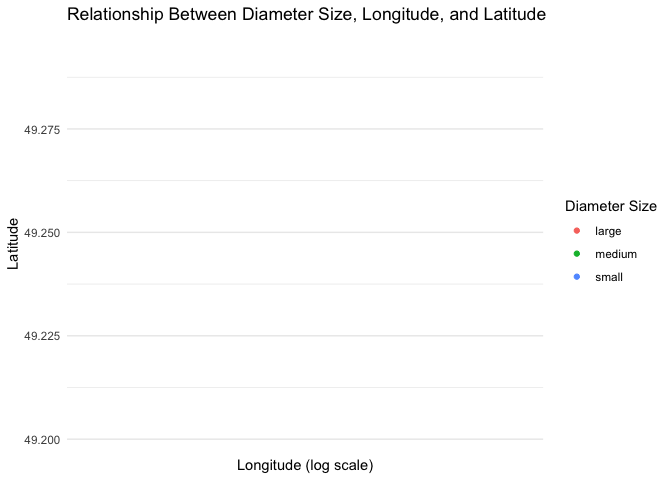 Relationship Between Diameter Size, Longitude, and Latitude
49.275
49.250
49.225
49.200
Latitude
Longitude (log scale)
Diameter Size
large
medium
small